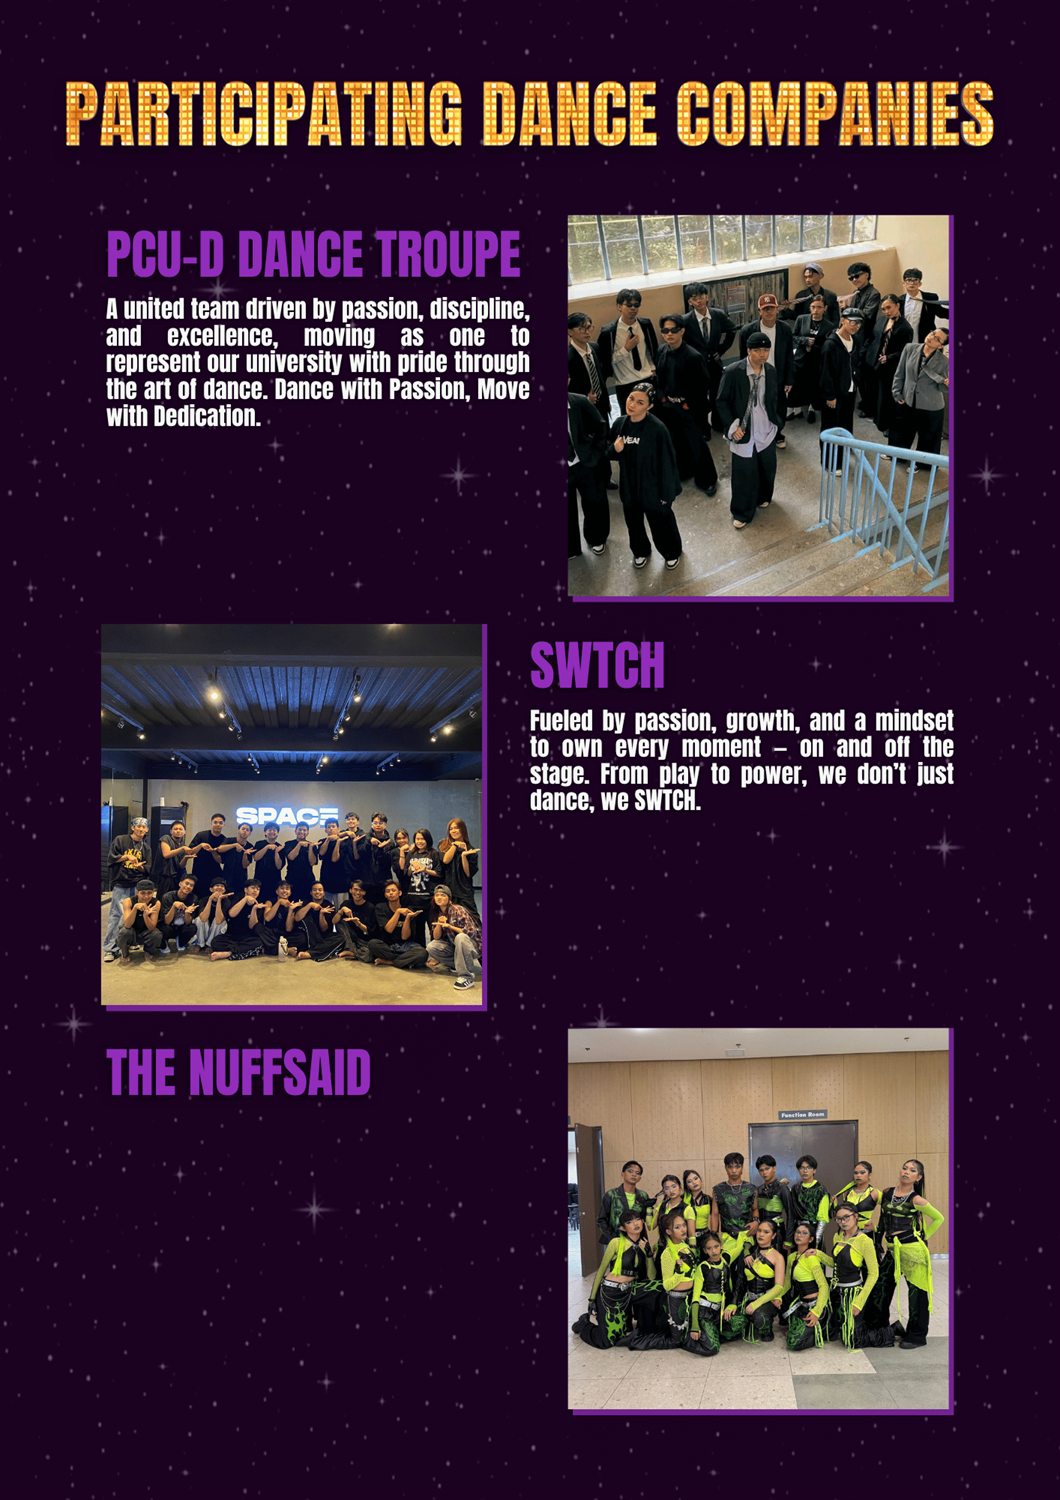 PARTICIPATING DANCE COMPANIES
PCU-D DANCE TROUPE
A united team driven by passion, discipline,
and excellence, moving as one to
represent our university with pride through
the art of dance. Dance with Passion, Move
with Dedication.
SWTCH
Fueled by passion, growth, and a mindset
to own every moment – on and off the
stage. From play to power, we don’t just
dance, we SWTCH.
SPACE
THE NUFFSAID
Function Room